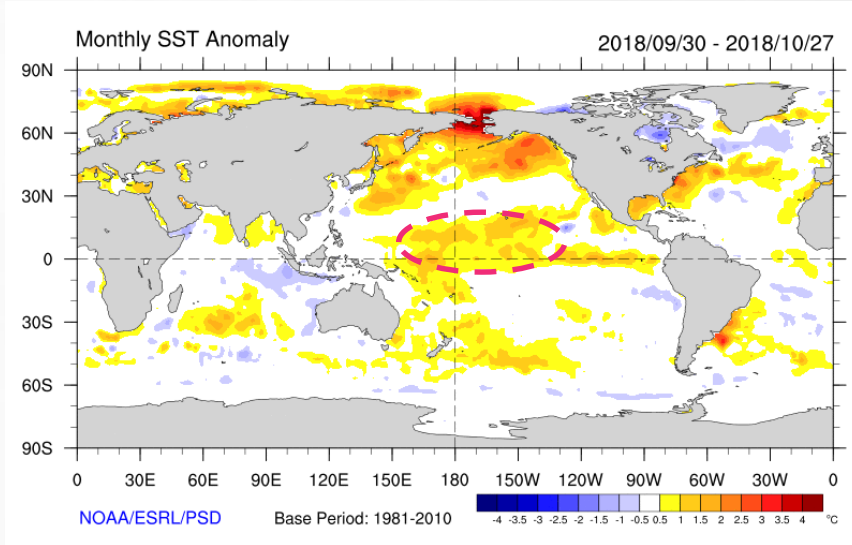 Monthly SST Anomaly 2018/09/30 - 2018/10/27
90N
60N
30N
0
30S
60S
90S
0 30E 60E 90E 120E 150E 180 150W 120W 90W 60W 30W 0
NOAA/ESRL/PSD Base Period: 1981-2010
-4 -3.5 -3 -2.5 -2 -1.5 -1 -0.5 0.5 1 1.5 2 2.5 3 3.5 4 °C